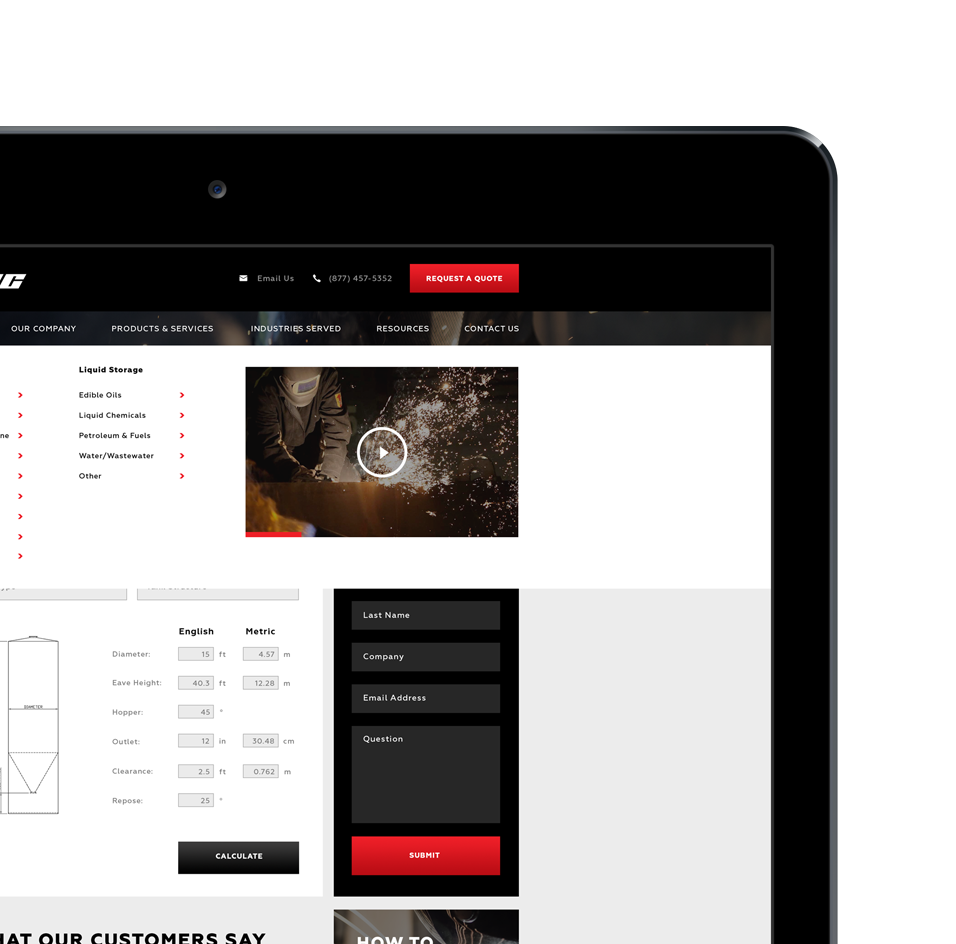 Email Us
(877) 457-5352
REQUEST A QUOTE
OUR COMPANY
PRODUCTS & SERVICES
INDUSTRIES SERVED
RESOURCES
CONTACT US
Liquid Storage
Edible Oils
Liquid Chemicals
ne
Petroleum & Fuels
Water/Wastewater
Other
English Metric
Diameter: 15 ft 4.57 m
Eave Height: 40.3 ft 12.28 m
Hopper: 45 °
Outlet: 12 in 30.48 cm
Clearance: 2.5 ft 0.762 m
Repose: 25 °
DIAMETER
CALCULATE
Last Name
Company
Email Address
Question
SUBMIT
HAT OUR CUSTOMERS SAY
HOW TO